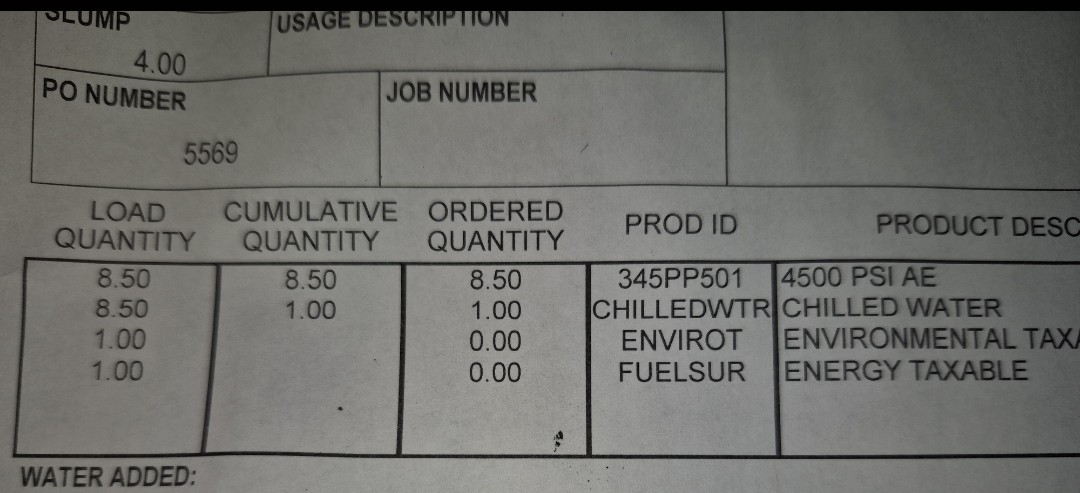 SLUMP USAGE DESCRIPTION
4.00
PO NUMBER JOB NUMBER
5569
LOAD QUANTITY CUMULATIVE QUANTITY ORDERED QUANTITY PROD ID PRODUCT DESC
8.50 8.50 8.50 345PP501 4500 PSI AE
8.50 1.00 1.00 CHILLEDWTR CHILLED WATER
1.00 0.00 ENVIROT ENVIRONMENTAL TAXA
1.00 0.00 FUELSUR ENERGY TAXABLE
WATER ADDED: